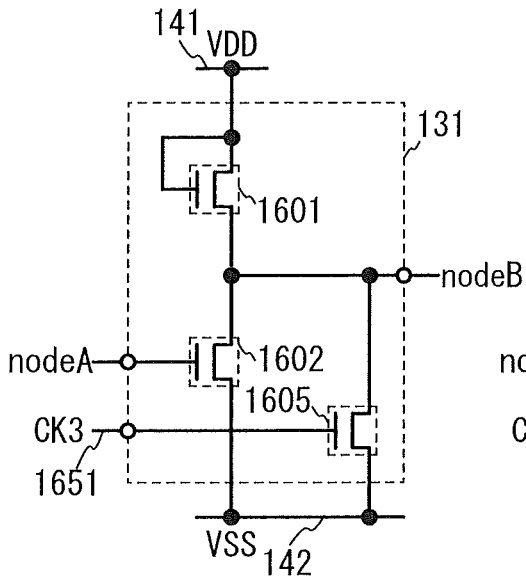 141 VDD
131
1601
nodeB
nodeA
1602
1605
CK3
1651
VSS
142
no
C